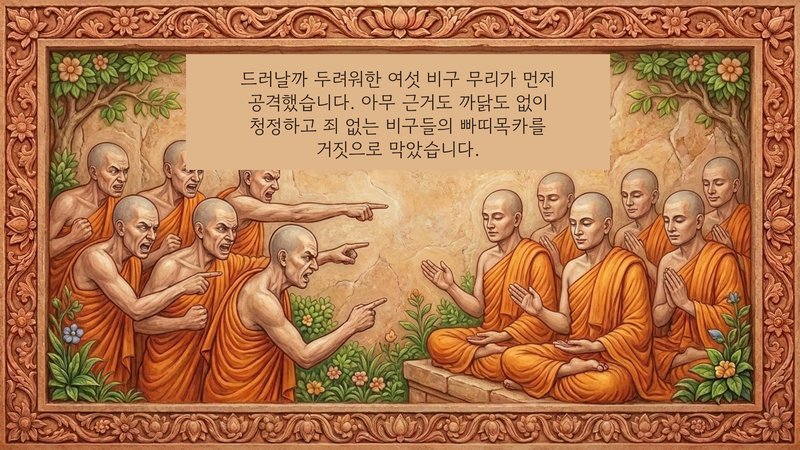 드러날까 두려워한 여섯 비구 무리가 먼저
공격했습니다. 아무 근거도 까닭도 없이
청정하고 죄 없는 비구들의 빠띠목카를
거짓으로 막았습니다.